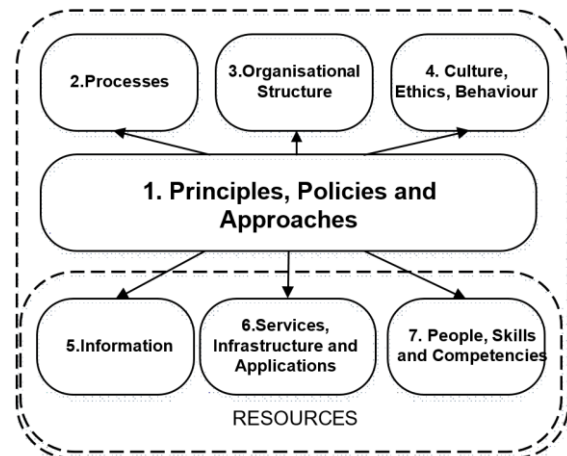 2.Processes
3.Organisational
Structure
4. Culture,
Ethics, Behaviour
1. Principles, Policies and
Approaches
5.Information
6.Services,
Infrastructure and
Applications
7. People, Skills
and Competencies
RESOURCES